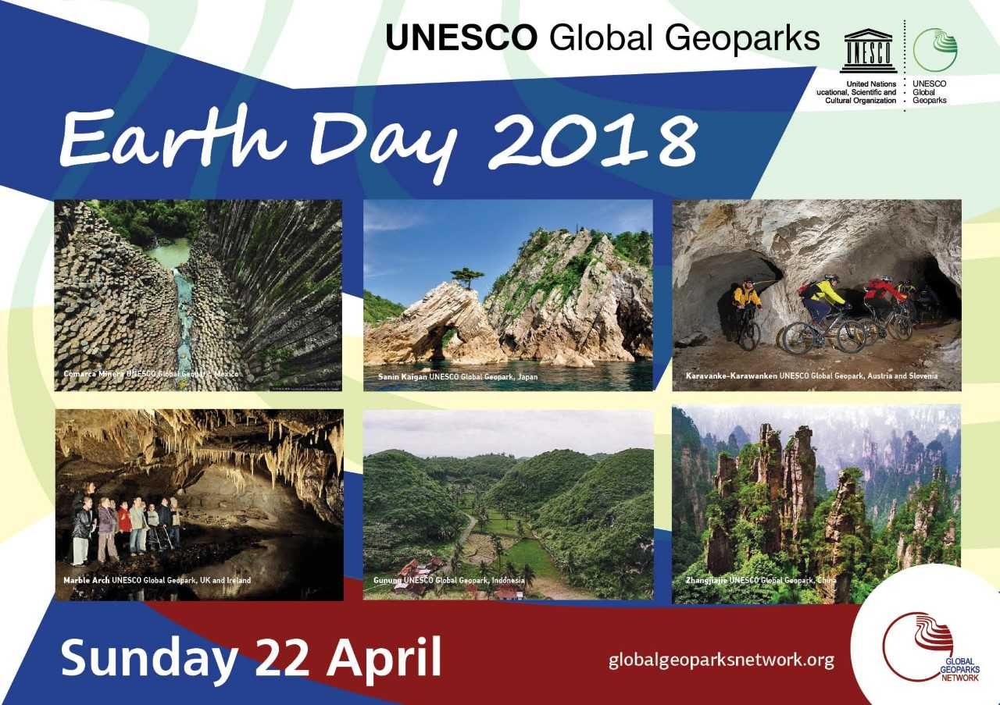 UNESCO Global Geoparks
UNESCO
United Nations
ucational, Scientific and
Cultural Organization
UNESCO
Global
Geoparks
Earth Day 2018
Comarca Minera UNESCO Global Geopark, Mexico
Sanin Kaigan UNESCO Global Geopark, Japan
Karavanke-Karawanken UNESCO Global Geopark, Austria and Slovenia
Marble Arch UNESCO Global Geopark, UK and Ireland
Gunung UNESCO Global Geopark, Indonesia
Zhangjiajie UNESCO Global Geopark, China
Sunday 22 April
globalgeoparksnetwork.org
GLOBAL
GEOPARKS
NETWORK